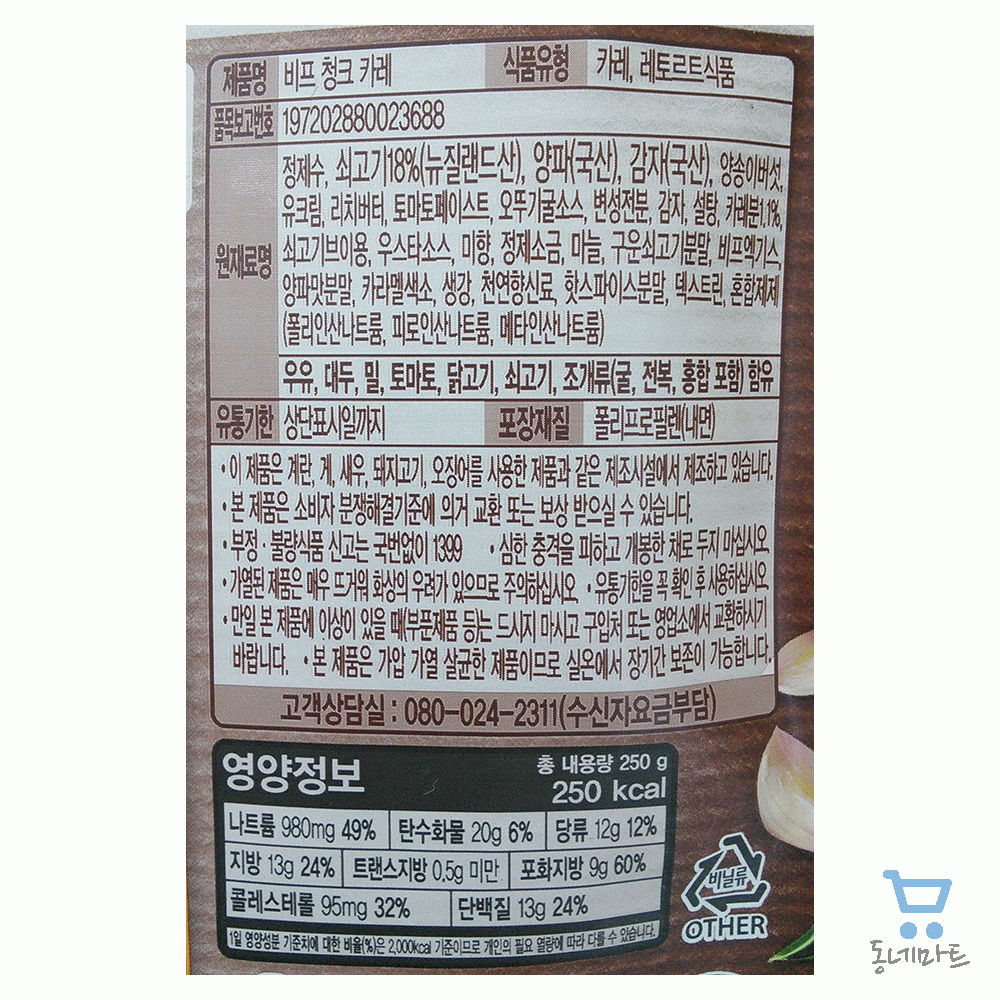 제품명 비프 청크 카레 식품유형 카레, 레토르트식품
품목보고번호 197202880023688
원재료명 정제수, 쇠고기18%(뉴질랜드산), 양파(국산), 감자(국산), 양송이버섯,
유크림, 리치버터, 토마토페이스트, 오뚜기굴소스, 변성전분, 감자, 설탕, 카레분1.1%,
쇠고기브이용, 우스타소스, 미향, 정제소금, 마늘, 구운쇠고기분말, 비프엑기스,
양파맛분말, 카라멜색소, 생강, 천연향신료, 핫스파이스분말, 덱스트린, 혼합제제
(폴리인산나트륨, 피로인산나트륨, 메타인산나트륨)
우유, 대두, 밀, 토마토, 닭고기, 쇠고기, 조개류(굴, 전복, 홍합 포함) 함유
유통기한 상단표시일까지 포장재질 폴리프로필렌(내면)
•이 제품은 계란, 게, 새우, 돼지고기, 오징어를 사용한 제품과 같은 제조시설에서 제조하고 있습니다.
•본 제품은 소비자 분쟁해결기준에 의거 교환 또는 보상 받으실 수 있습니다.
•부정·불량식품 신고는 국번없이 1399 •심한 충격을 피하고 개봉한 채로 두지 마십시오.
•가열된 제품은 매우 뜨거워 화상의 우려가 있으므로 주의하십시오. •유통기한을 꼭 확인 후 사용하십시오.
•만일 본 제품에 이상이 있을 때(부푼제품 등)는 드시지 마시고 구입처 또는 영업소에서 교환하시기
바랍니다. •본 제품은 가압 가열 살균한 제품이므로 실온에서 장기간 보존이 가능합니다.
고객상담실 : 080-024-2311(수신자요금부담)
영양정보 총 내용량 250 g
250 kcal
나트륨 980mg 49% 탄수화물 20g 6% 당류 12g 12%
지방 13g 24% 트랜스지방 0.5g 미만 포화지방 9g 60%
콜레스테롤 95mg 32% 단백질 13g 24%
1일 영양성분 기준치에 대한 비율(%)은 2,000kcal 기준이므로 개인의 필요 열량에 따라 다를 수 있습니다.
비닐류
OTHER
동네마트